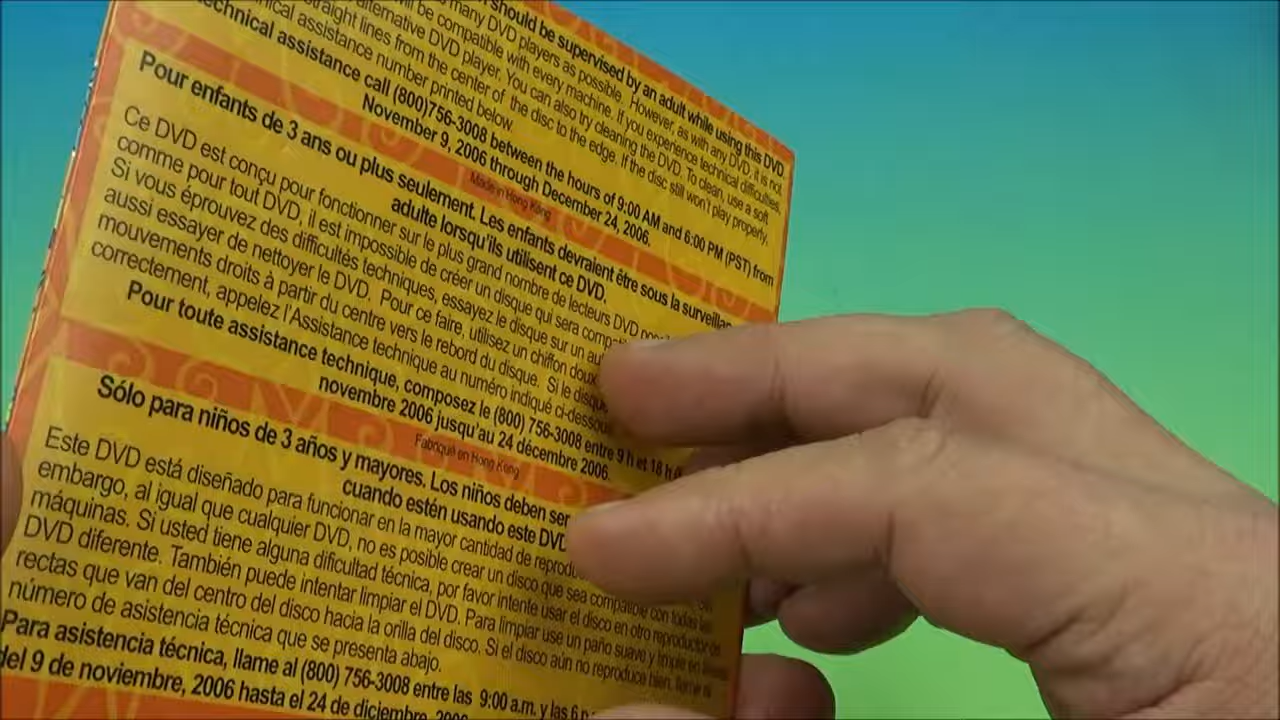 should be supervised by an adult while using this DVD.
many DVD players as possible. However, as with any DVD, it is not
be compatible with every machine. If you experience technical difficulties,
alternative DVD player. You can also try cleaning the DVD. To clean, use a soft
straight lines from the center of the disc to the edge. If the disc still won't play properly,
technical assistance number printed below.
technical assistance call (800)756-3008 between the hours of 9:00 AM and 6:00 PM (PST) from
November 9, 2006 through December 24, 2006.
Made in Hong Kong
Pour enfants de 3 ans ou plus seulement. Les enfants devraient être sous la
adulte lorsqu'ils utilisent ce DVD.
Ce DVD est conçu pour fonctionner sur le plus grand nombre de lecteurs DVD
comme pour tout DVD, il est impossible de créer un disque qui sera
Si vous éprouvez des difficultés techniques, essayez le disque sur un
aussi essayer de nettoyer le DVD. Pour ce faire, utilisez un chiffon doux
mouvements droits à partir du centre vers le rebord du disque. Si le disque
correctement, appelez l'Assistance technique au numéro indiqué
Pour toute assistance technique, composez le (800) 756-3008 entre 9 h et 18 h
novembre 2006 jusqu'au 24 décembre 2006.
Fabriqué en Hong Kong
Sólo para niños de 3 años y mayores. Los niños deben ser
cuando estén usando este DVD
Este DVD está diseñado para funcionar en la mayor cantidad de
embargo, al igual que cualquier DVD, no es posible crear un disco que sea compatible con todas las
máquinas. Si usted tiene alguna dificultad técnica, por favor intente usar el disco en otro reproductor de
DVD diferente. También puede intentar limpiar el DVD. Para limpiar use un paño suave y limpie en
rectas que van del centro del disco hacia la orilla del disco. Si el disco aún no reproduce bien, llame al
número de asistencia técnica que se presenta abajo.
Para asistencia técnica, llame al (800) 756-3008 entre las 9:00 a.m. y las 6
del 9 de noviembre, 2006 hasta el 24 de diciembre, 2006